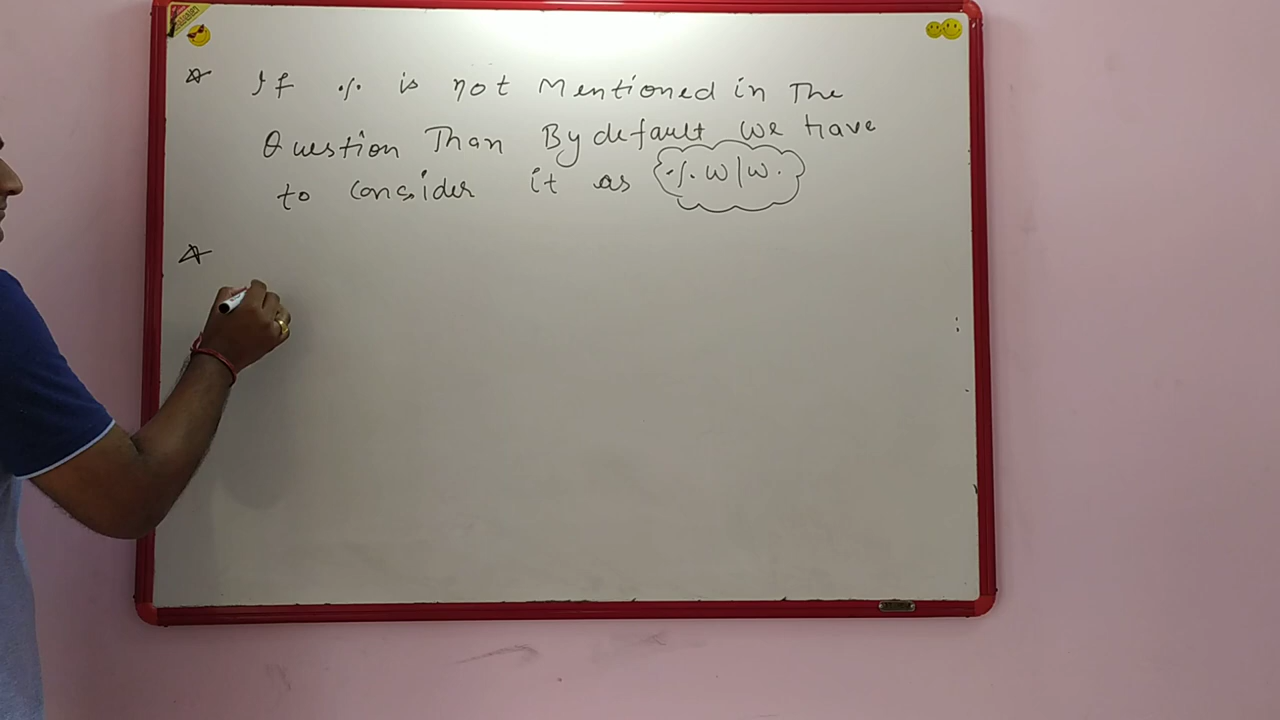 ☆ If % is not Mentioned in The
Question Than By default we have
to consider it as % W|W.
☆